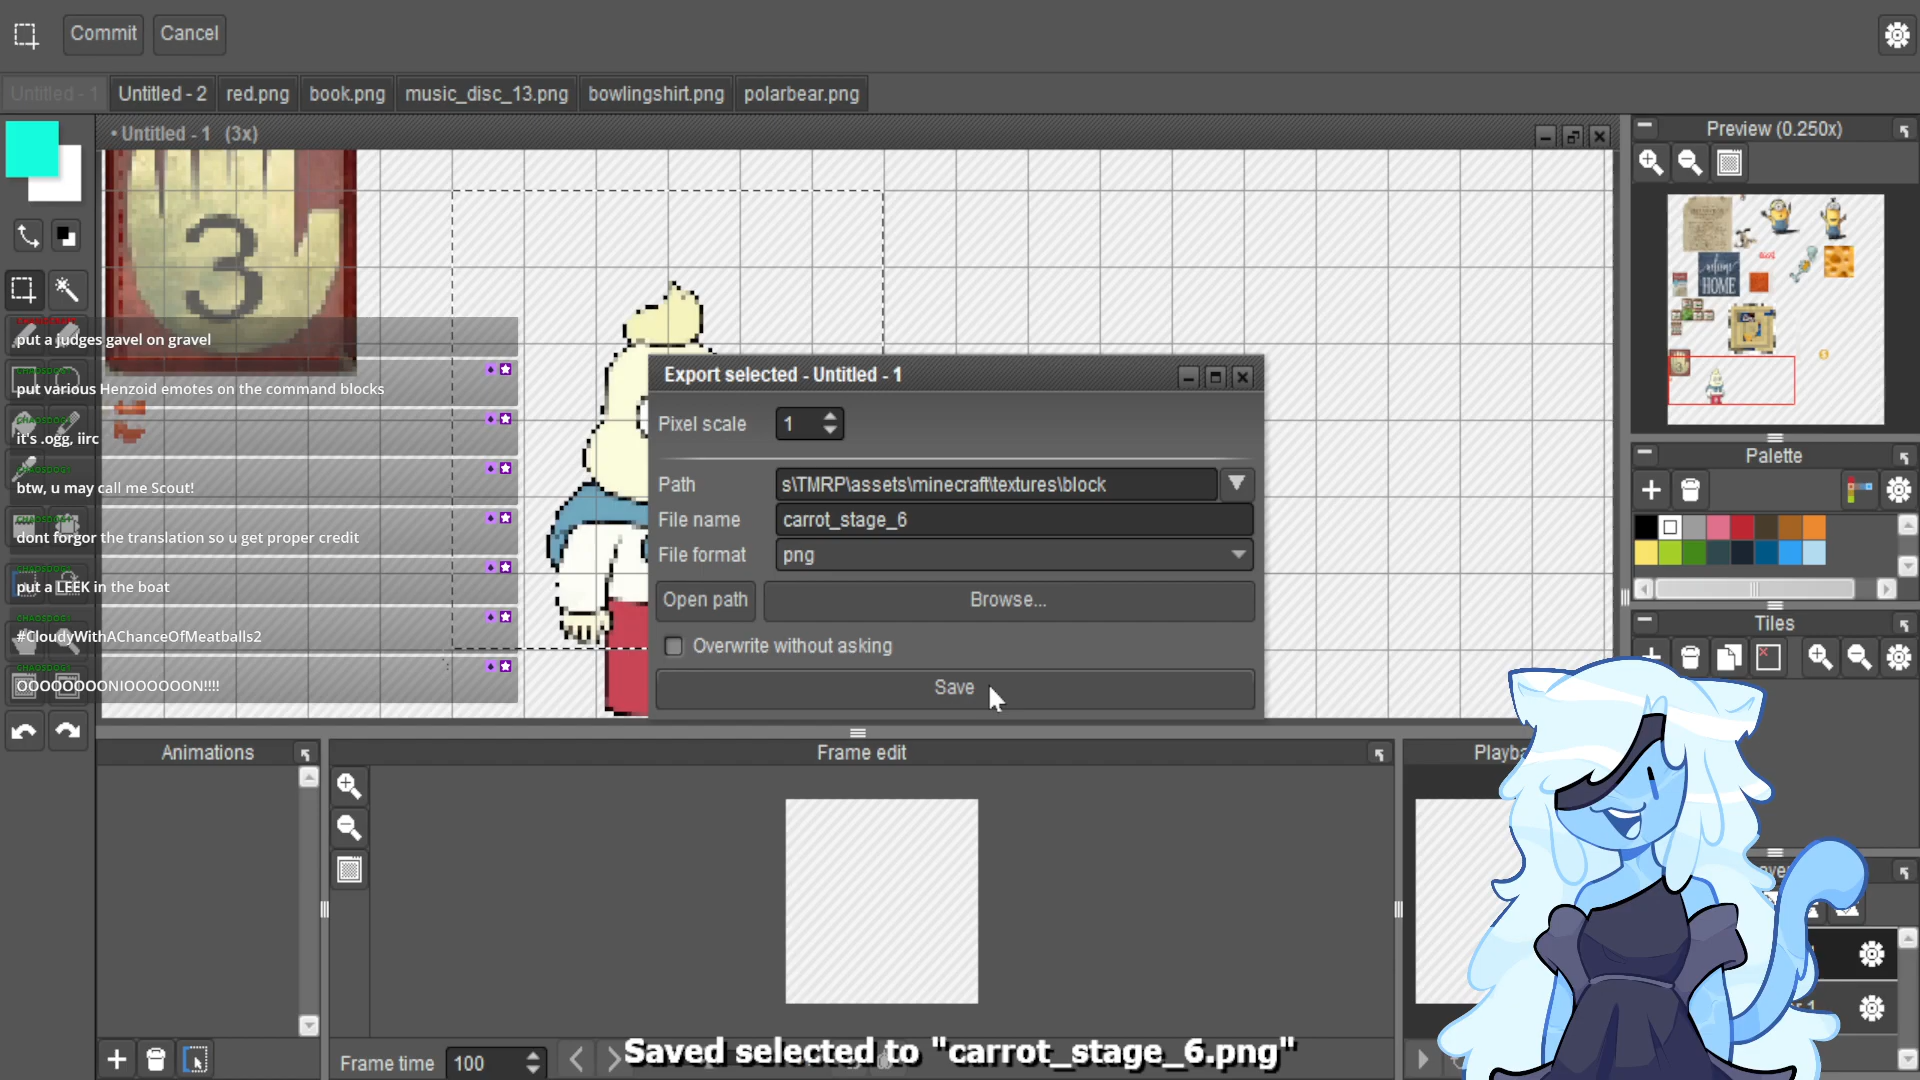 Commit
Cancel
Untitled - 1
Untitled - 2
red.png
book.png
music_disc_13.png
bowlingshirt.png
polarbear.png
• Untitled - 1 (3x)
Preview (0.250x)
3
HOME
put a judges gavel on gravel
put various Henzoid emotes on the command blocks
it's .ogg, iirc
btw, u may call me Scout!
dont forgor the translation so u get proper credit
put a LEEK in the boat
#CloudyWithAChanceOfMeatballs2
OOOOOOOONIOOOOOON!!!!
Export selected - Untitled - 1
Pixel scale
1
Path
s\TMRP\assets\minecraft\textures\block
File name
carrot_stage_6
File format
png
Open path
Browse...
Overwrite without asking
Save
Palette
Tiles
Animations
Frame edit
Frame time
100
Saved selected to "carrot_stage_6.png"